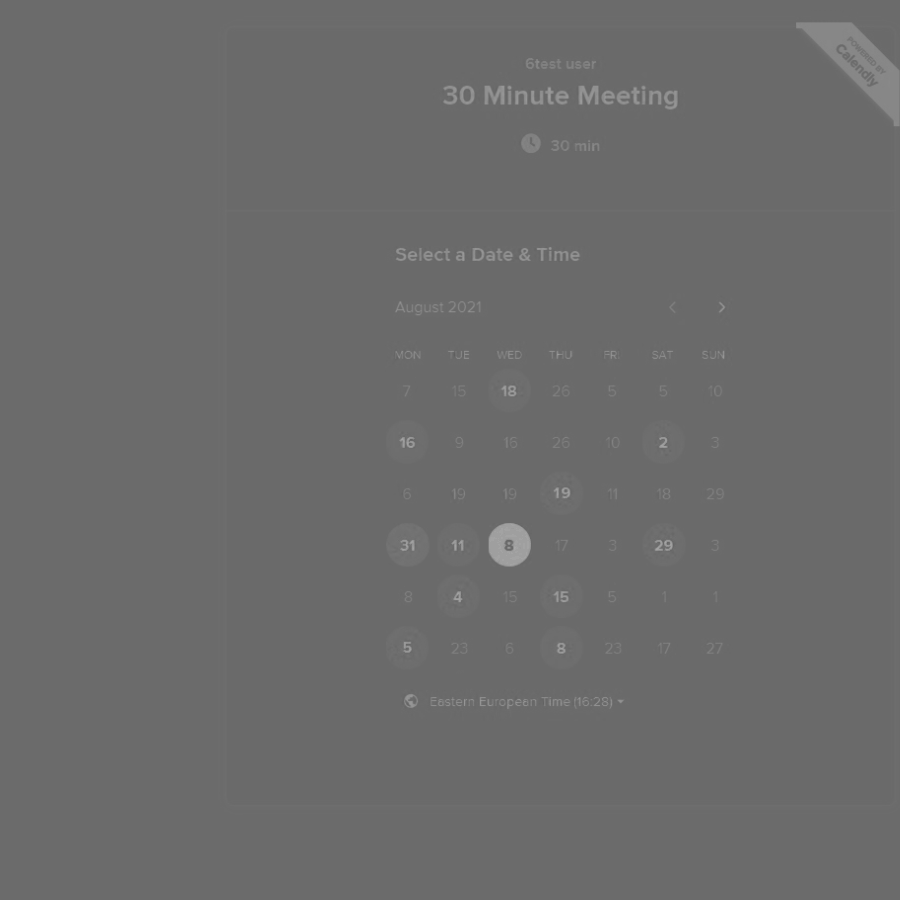 POWERED BY
Calendly
6test user
30 Minute Meeting
30 min
Select a Date & Time
August 2021
MON TUE WED THU FRI SAT SUN
7 15 18 26 5 5 10
16 9 16 26 10 2 3
6 19 19 19 11 18 29
31 11 8 17 3 29 3
8 4 15 15 5 1 1
5 23 6 8 23 17 27
Eastern European Time (16:28)